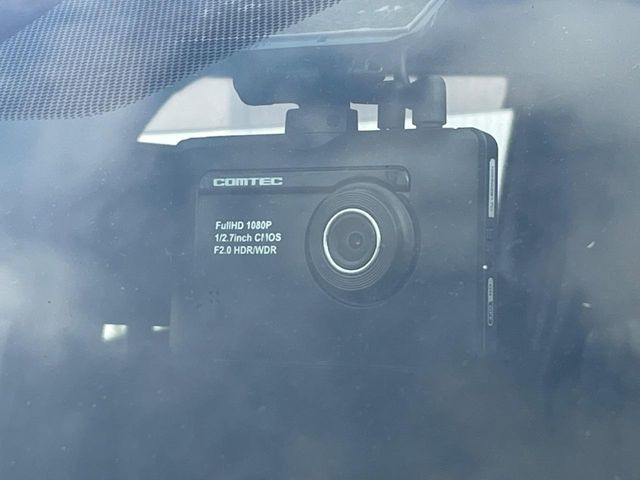 COMTEC
FullHD 1080P
1/2.7inch CMOS
F2.0 HDR/WDR